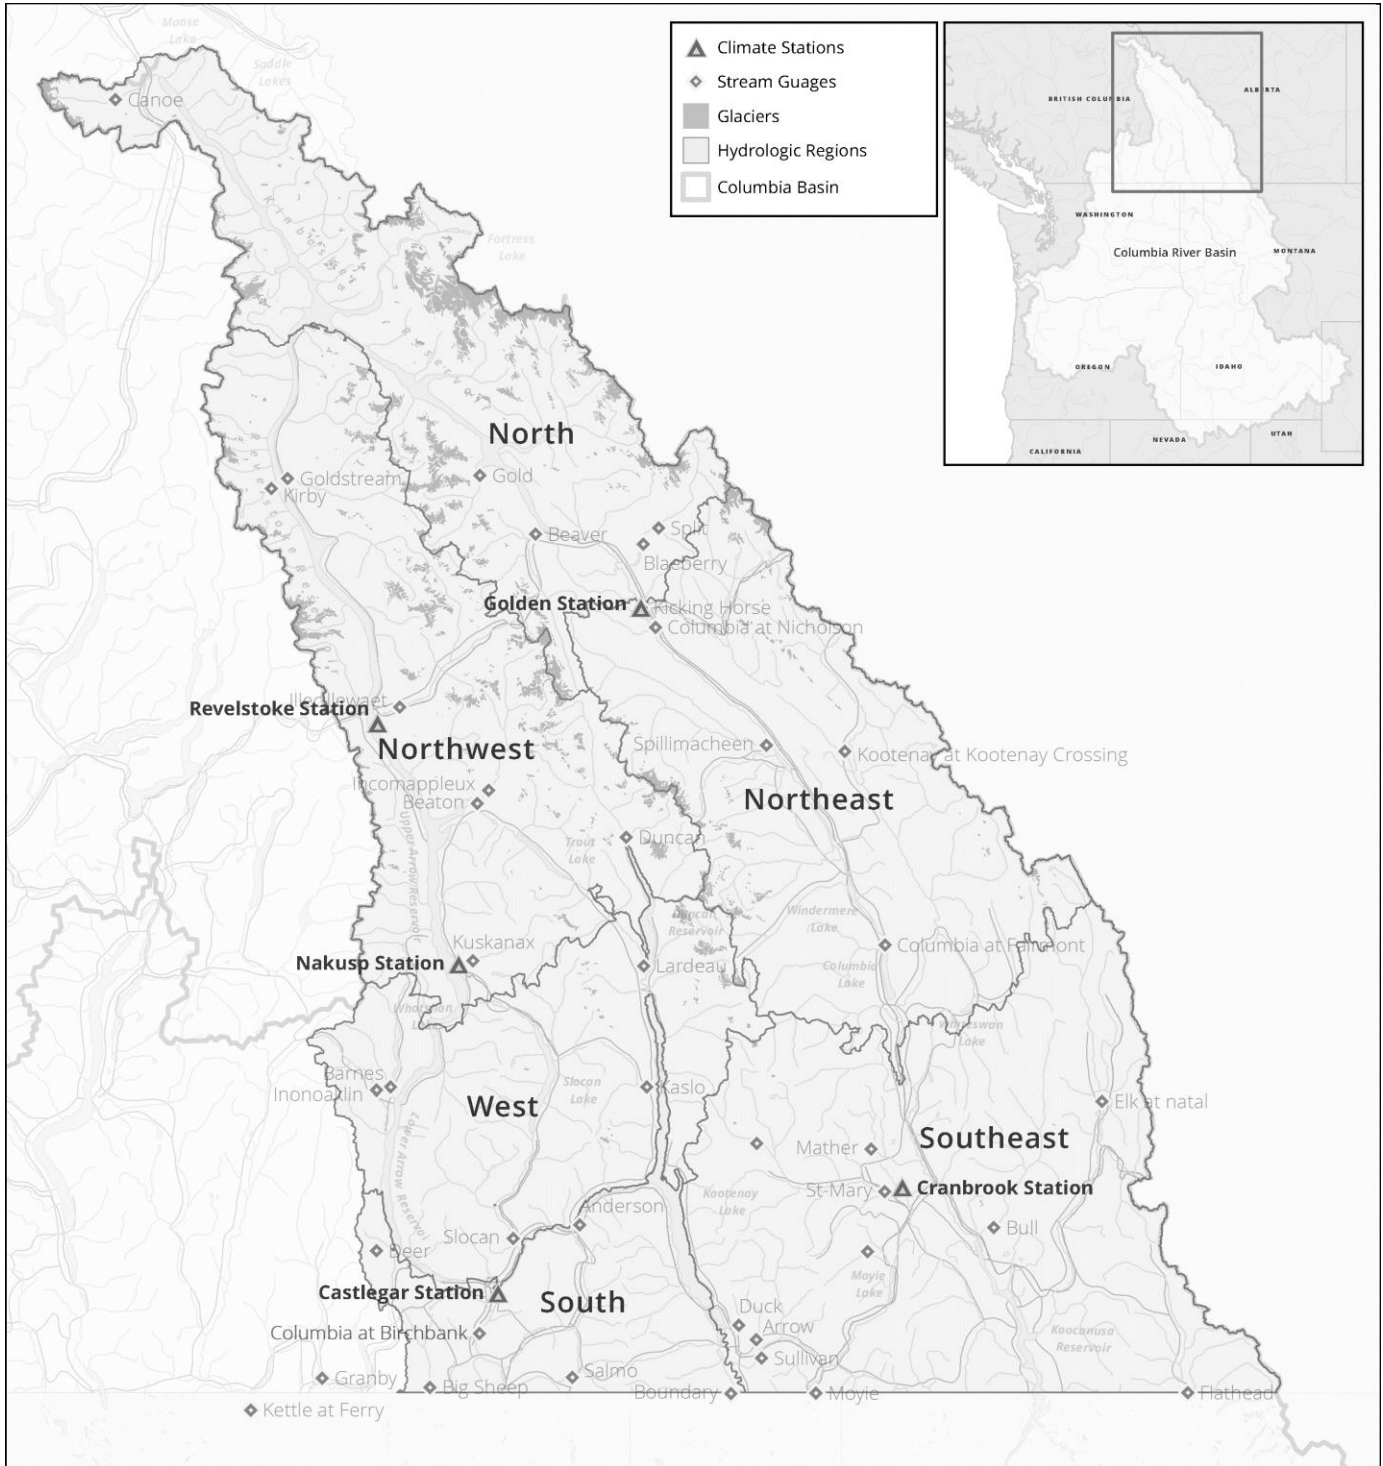 Moose
Lake
Saddle
Lakes
Canoe
Climate Stations
Stream Guages
Glaciers
Hydrologic Regions
Columbia Basin
BRITISH COLUMBIA
ALBERTA
WASHINGTON
Columbia River Basin
MONTANA
OREGON
IDAHO
NEVADA
UTAH
CALIFORNIA
Fortress
Lake
North
Goldstream
Kirby
Gold
Beaver
Split
Blaeberry
Golden Station
Kicking Horse
Columbia at Nicholson
Illecillewaet
Revelstoke Station
Northwest
Spillimacheen
Kootenay at Kootenay Crossing
Incomappleux
Beaton
Northeast
Upper Arrow Reservoir
Trout
Lake
Duncan
Duncan
Reservoir
Windermere
Lake
Kuskanax
Columbia at Fairmont
Nakusp Station
Lardeau
Columbia
Lake
Whatshan
Whiteswan
Lake
Barnes
Inonoaklin
Slocan
Lake
Kaslo
West
Elk at natal
Lower Arrow Reservoir
Mather
Southeast
St-Mary
Cranbrook Station
Kootenay
Lake
Anderson
Slocan
Bull
Deer
Castlegar Station
South
Moyie
Lake
Columbia at Birchbank
Duck
Arrow
Sullivan
Koocanusa
Reservoir
Granby
Big Sheep
Salmo
Boundary
Moyie
Flathead
Kettle at Ferry